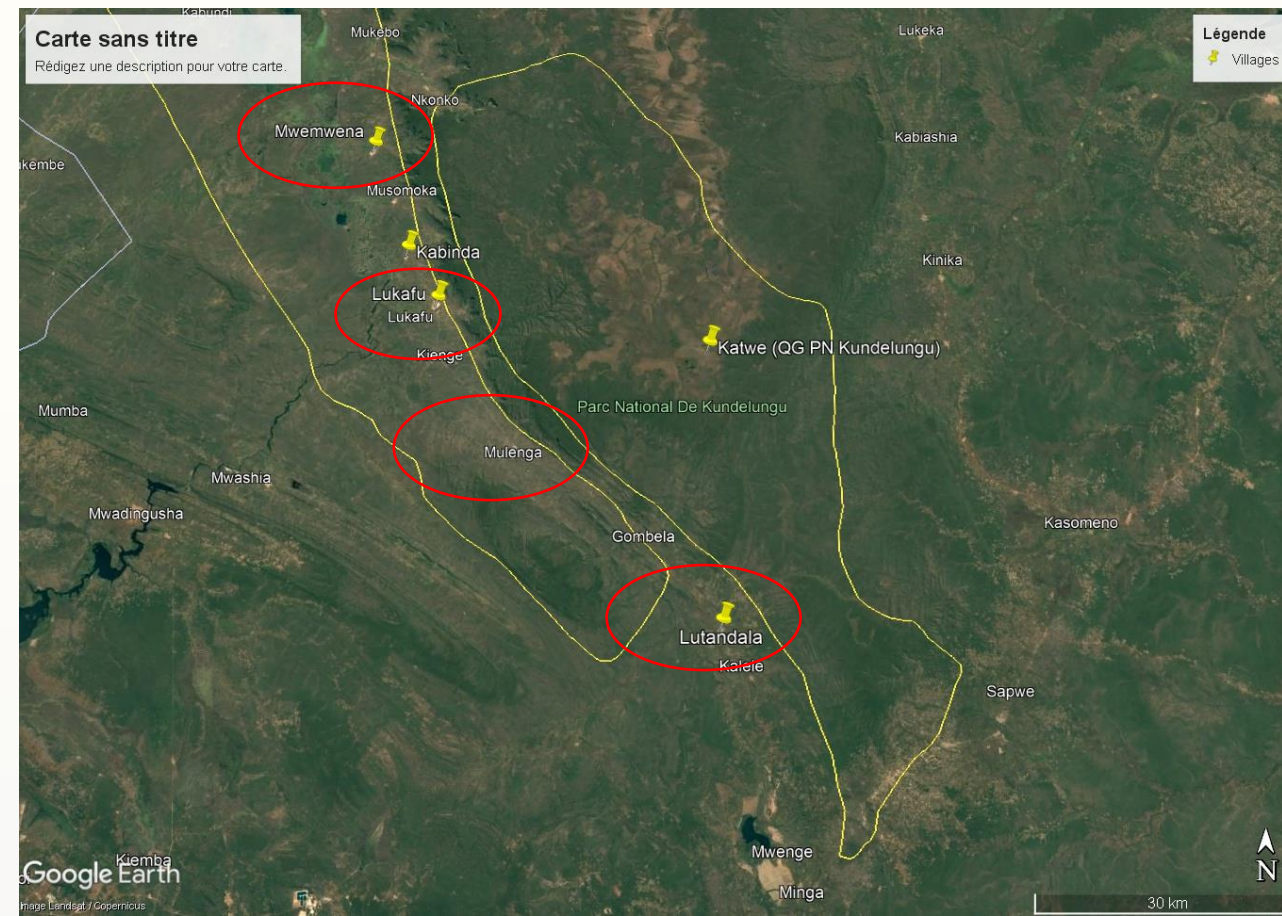 Carte sans titre
Rédigez une description pour votre carte.
Légende
Villages
Kabundi
Mukebo
Lukeka
Nkonko
Mwemwena
Kabiashia
Musomoka
Kabinda
Kinika
Lukafu
Lukafu
Kienge
Katwe (QG PN Kundelungu)
Parc National De Kundelungu
Mumba
Mulenga
Mwashia
Mwadingusha
Kasomeno
Gombela
Lutandala
Kalele
Sapwe
Mwenge
Kiemba
Google Earth
Minga
N
Image Landsat / Copernicus
30 km